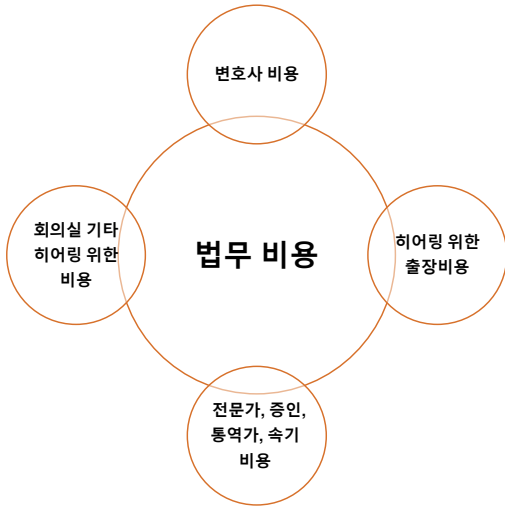 변호사 비용
회의실 기타
히어링 위한
비용
법무 비용
히어링 위한
출장비용
전문가, 증인,
통역가, 속기
비용